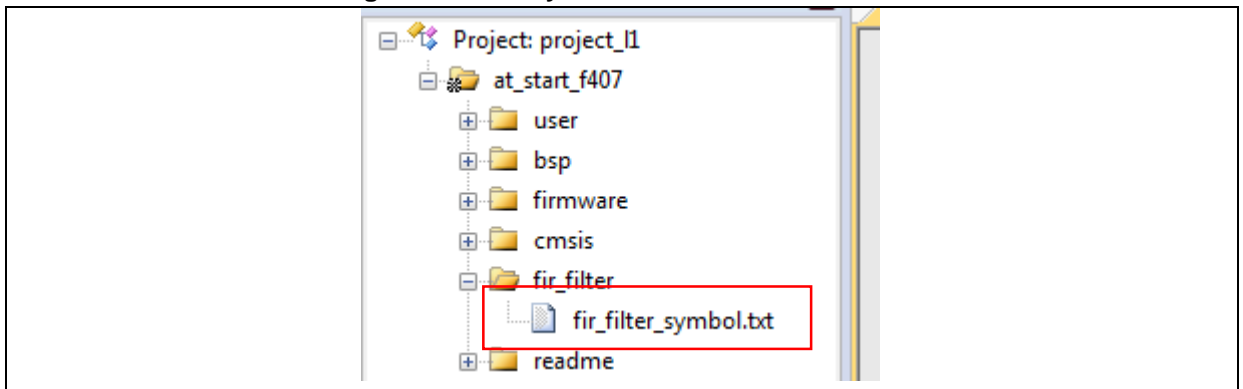 Project: project_l1
at_start_f407
user
bsp
firmware
cmsis
fir_filter
fir_filter_symbol.txt
readme